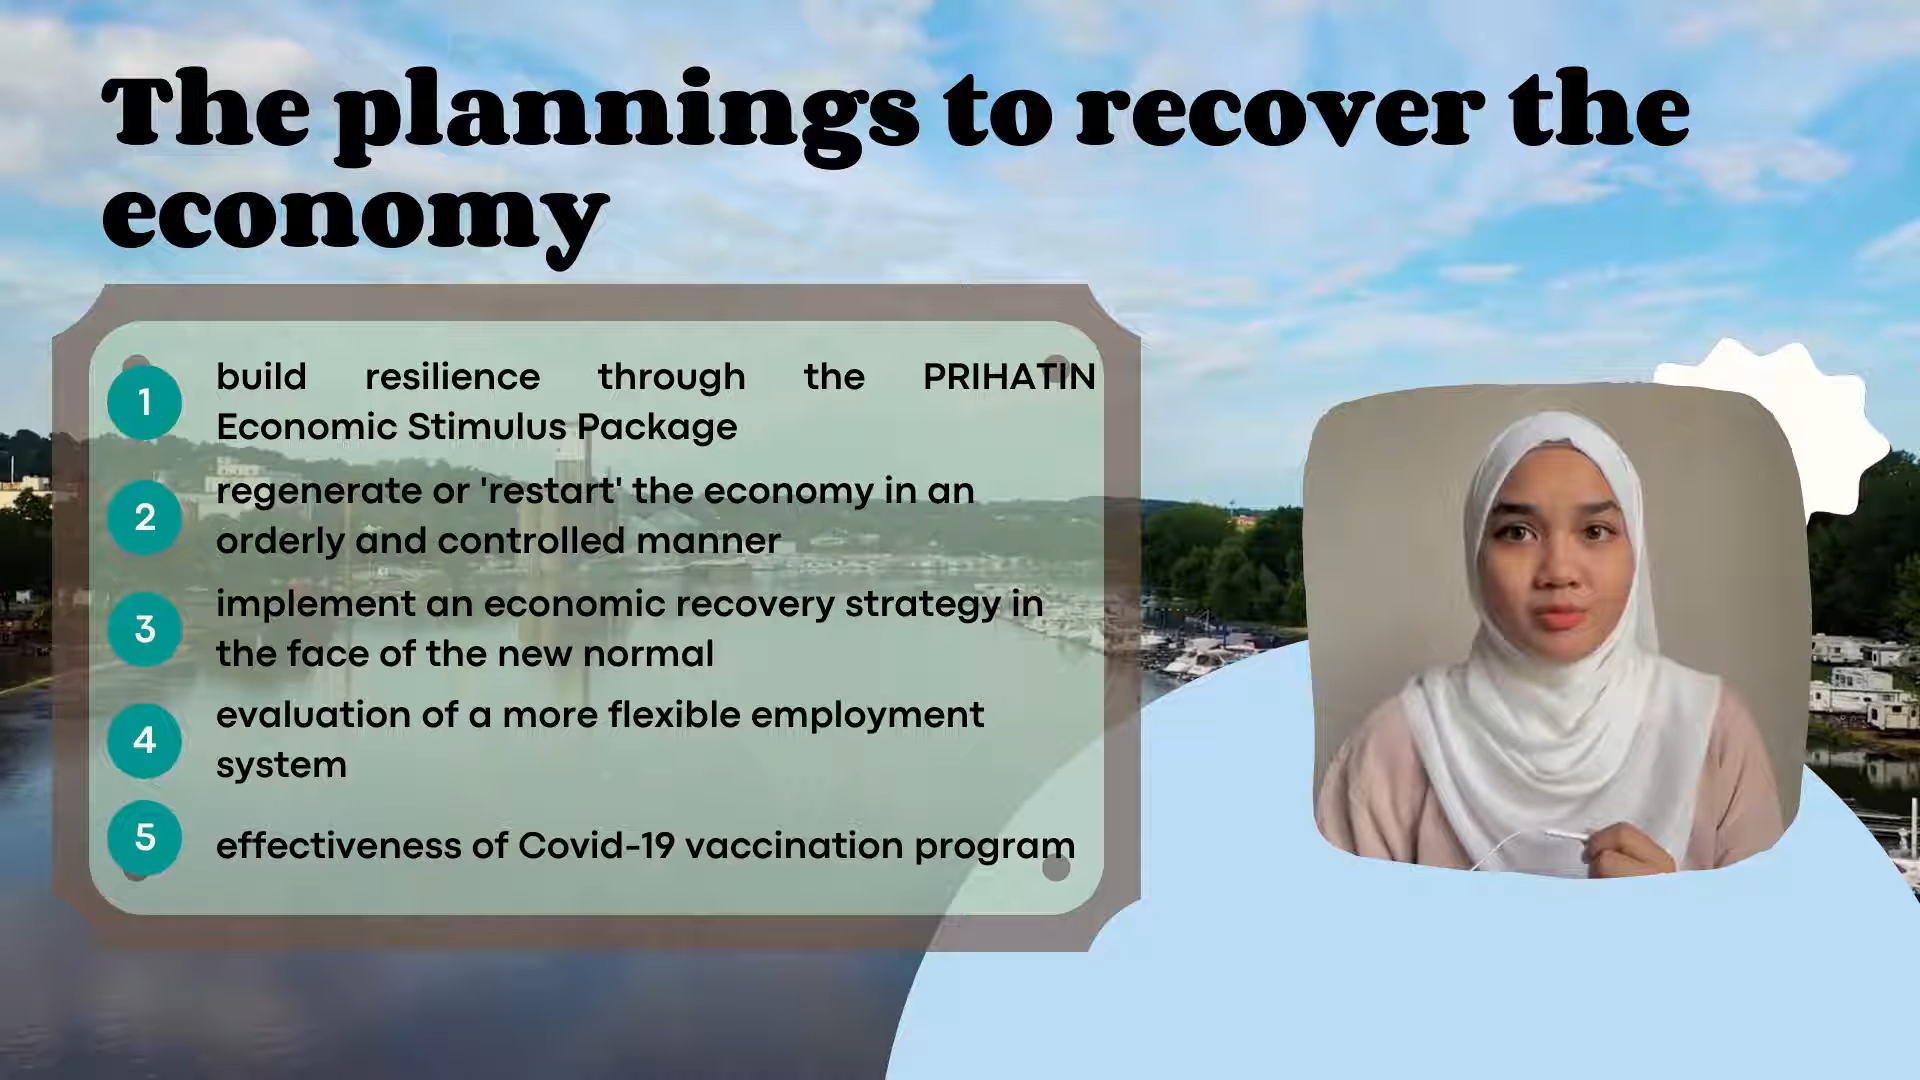 The plannings to recover the
economy
1
build resilience through the PRIHATIN
Economic Stimulus Package
2
regenerate or 'restart' the economy in an
orderly and controlled manner
3
implement an economic recovery strategy in
the face of the new normal
4
evaluation of a more flexible employment
system
5
effectiveness of Covid-19 vaccination program